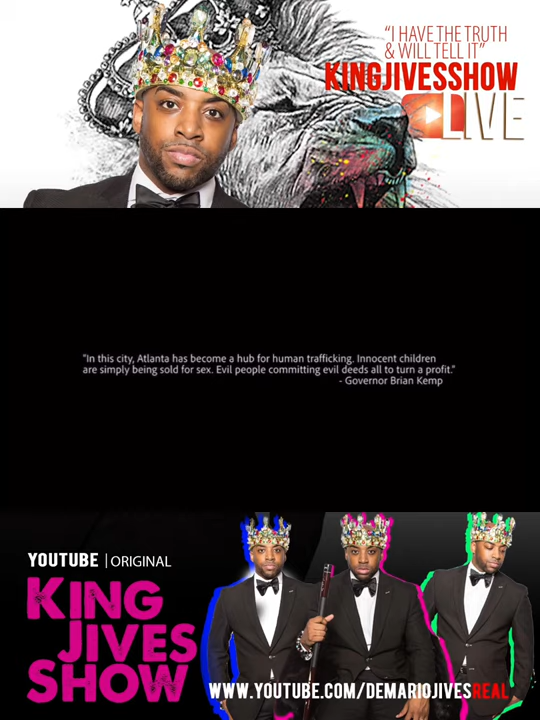 "I HAVE THE TRUTH
& WILL TELL IT"
KINGJIVESSHOW
LIVE
"In this city, Atlanta has become a hub for human trafficking. Innocent children
are simply being sold for sex. Evil people committing evil deeds all to turn a profit."
- Governor Brian Kemp
YOUTUBE | ORIGINAL
KING
JIVES
SHOW
WWW.YOUTUBE.COM/DEMARIOJIVESREAL